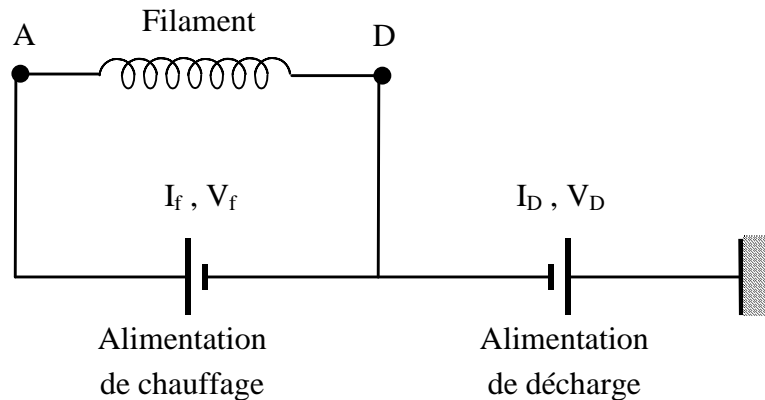 Filament
A
D
I_f , V_f
I_D , V_D
Alimentation
de chauffage
Alimentation
de décharge